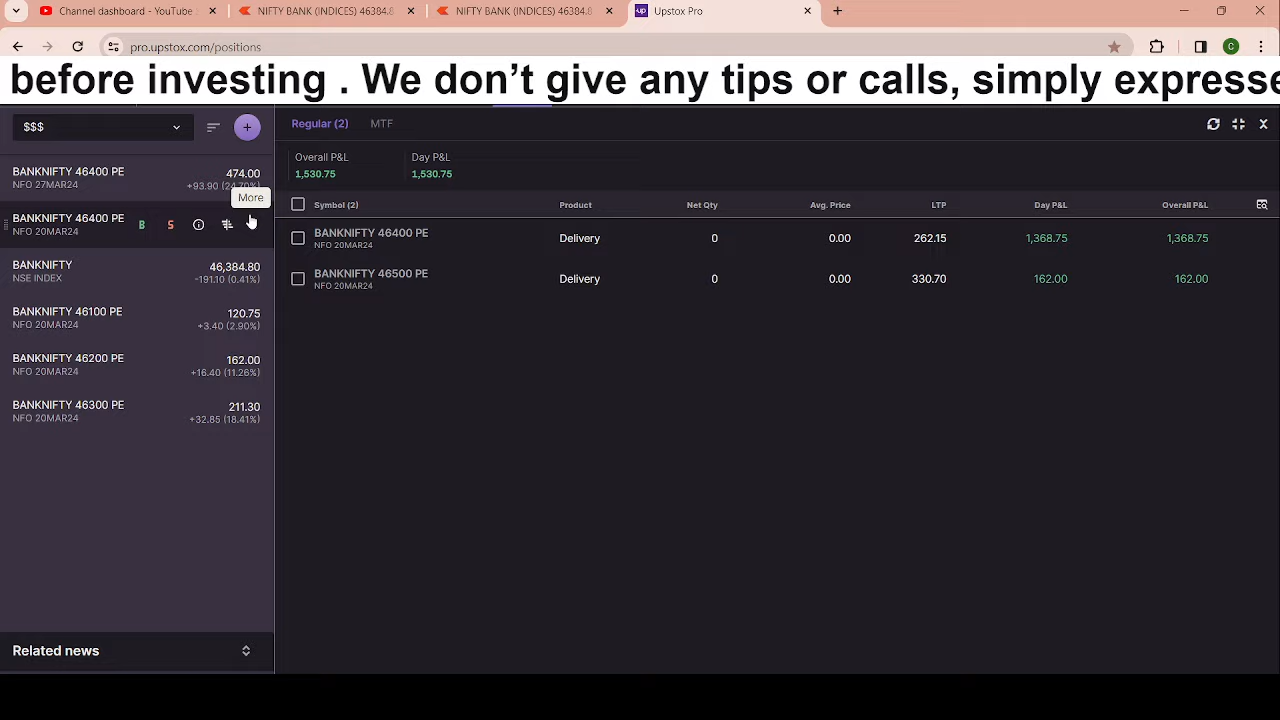 Channel dashboard - YouTube
NIFTY BANK (INDICES) 46384.8
NIFTY BANK (INDICES) 46384.8
Upstox Pro
pro.upstox.com/positions
C
before investing . We don’t give any tips or calls, simply expresse
$$$
Regular (2)
MTF
Overall P&L
Day P&L
1,530.75
1,530.75
BANKNIFTY 46400 PE
474.00
NFO 27MAR24
+93.90 (24.70%)
More
BANKNIFTY 46400 PE
NFO 20MAR24
B
S
BANKNIFTY
46,384.80
NSE INDEX
-191.10 (0.41%)
BANKNIFTY 46100 PE
120.75
NFO 20MAR24
+3.40 (2.90%)
BANKNIFTY 46200 PE
162.00
NFO 20MAR24
+16.40 (11.26%)
BANKNIFTY 46300 PE
211.30
NFO 20MAR24
+32.85 (18.41%)
Related news
Symbol (2)
Product
Net Qty
Avg. Price
LTP
Day P&L
Overall P&L
BANKNIFTY 46400 PE
NFO 20MAR24
Delivery
0
0.00
262.15
1,368.75
1,368.75
BANKNIFTY 46500 PE
NFO 20MAR24
Delivery
0
0.00
330.70
162.00
162.00